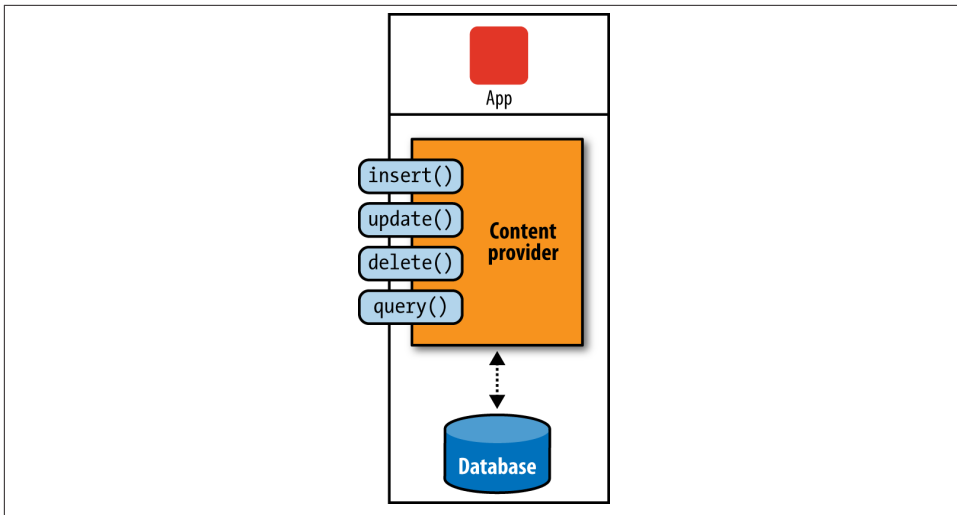 App
insert()
update()
delete()
query()
Content
provider
Database